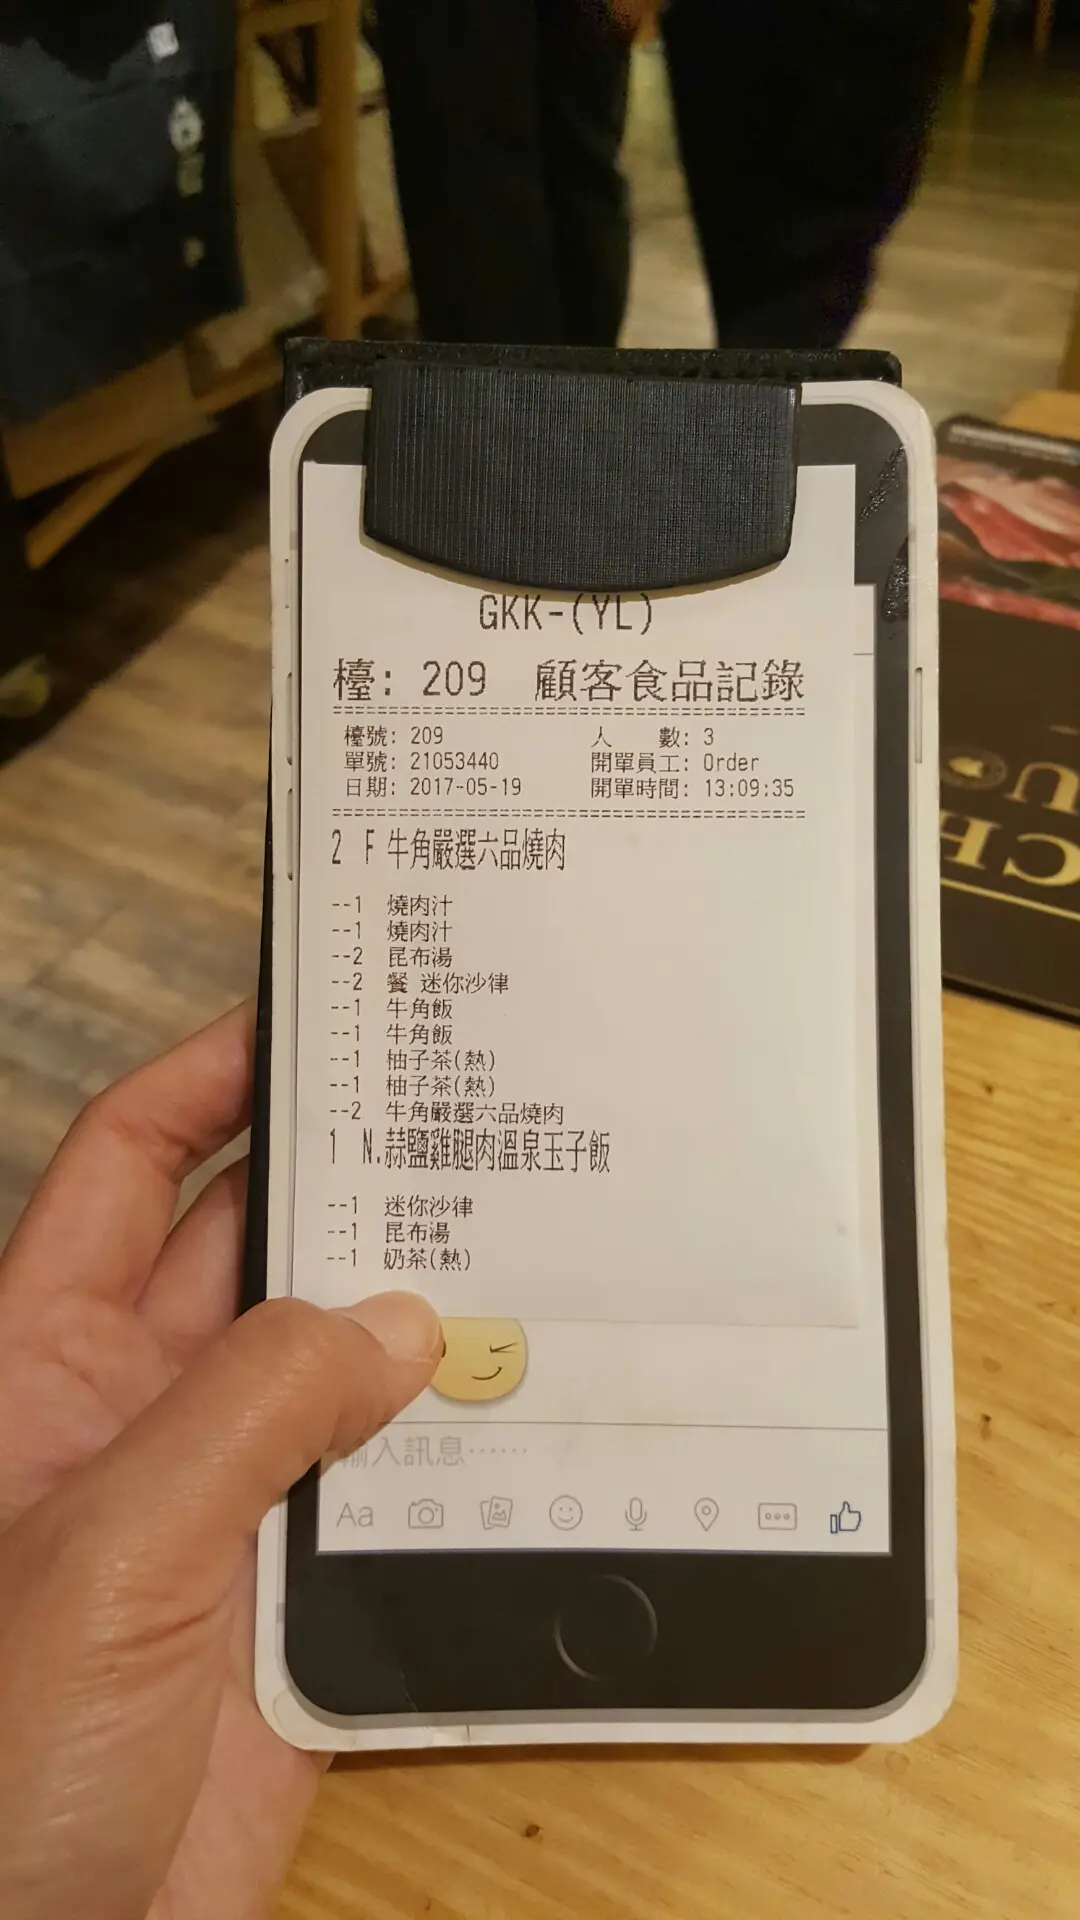 GKK-(YL)
檯: 209 顧客食品記錄
檯號: 209 人 數: 3
單號: 21053440 開單員工: Order
日期: 2017-05-19 開單時間: 13:09:35
2 F 牛角嚴選六品燒肉
--1 燒肉汁
--1 燒肉汁
--2 昆布湯
--2 餐 迷你沙律
--1 牛角飯
--1 牛角飯
--1 柚子茶(熱)
--1 柚子茶(熱)
--2 牛角嚴選六品燒肉
1 N.蒜鹽雞腿肉溫泉玉子飯
--1 迷你沙律
--1 昆布湯
--1 奶茶(熱)
輸入訊息……
Aa